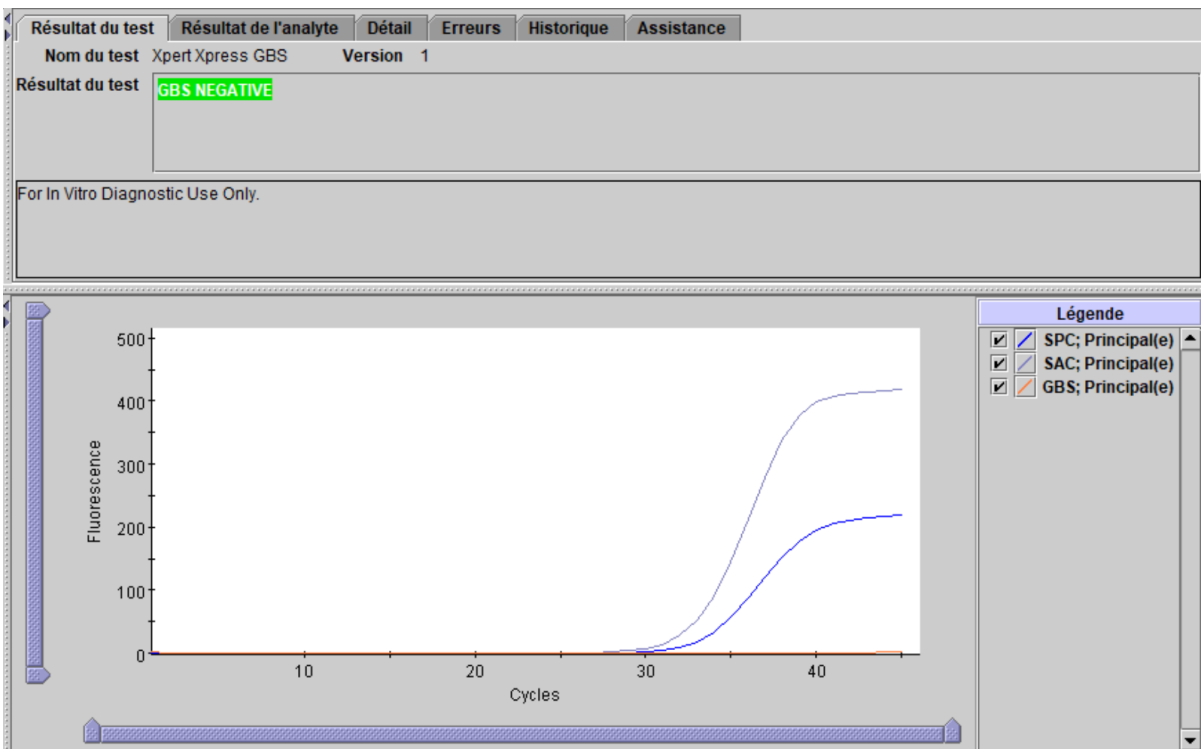 Résultat du test Résultat de l'analyte Détail Erreurs Historique Assistance
Nom du test Xpert Xpress GBS Version 1
Résultat du test GBS NEGATIVE
For In Vitro Diagnostic Use Only.
Légende
SPC; Principal(e)
SAC; Principal(e)
GBS; Principal(e)
500
400
300
200
100
0
Fluorescence
10 20 30 40
Cycles